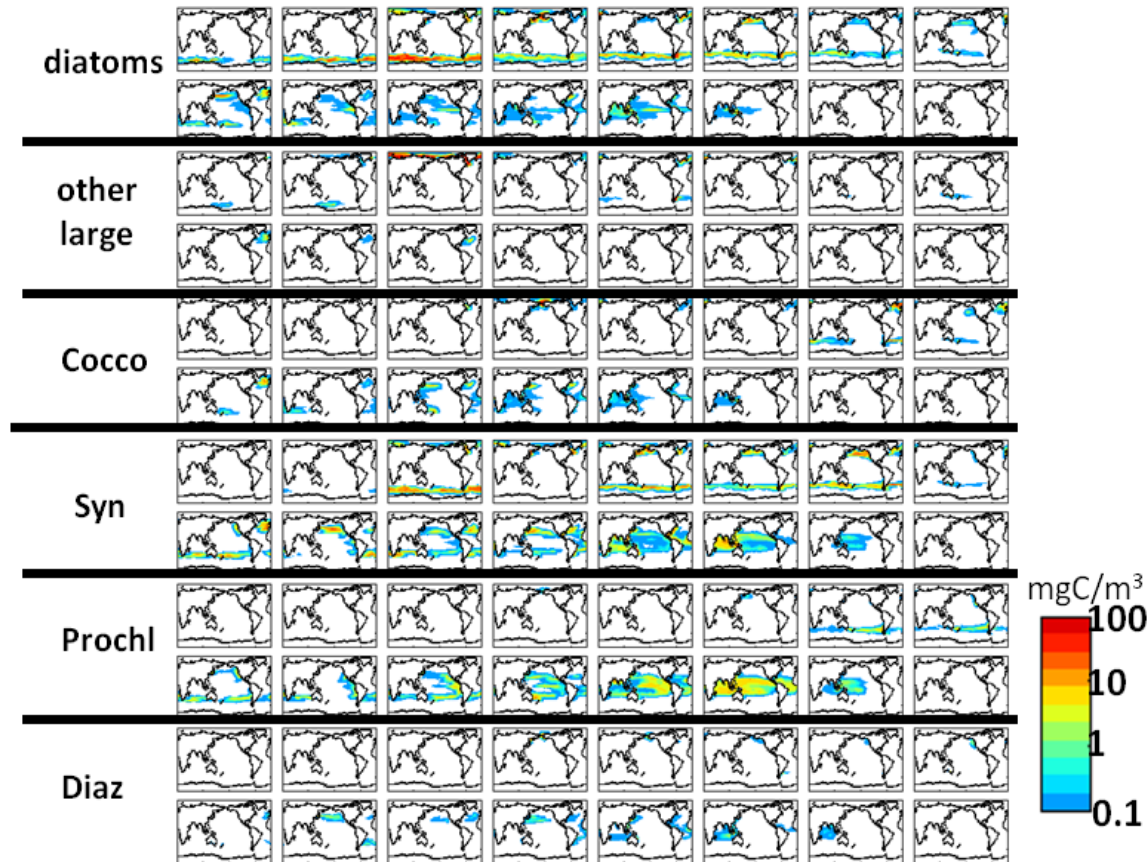 diatoms
other
large
Cocco
Syn
Prochl
Diaz
mgC/m³
100
10
1
0.1